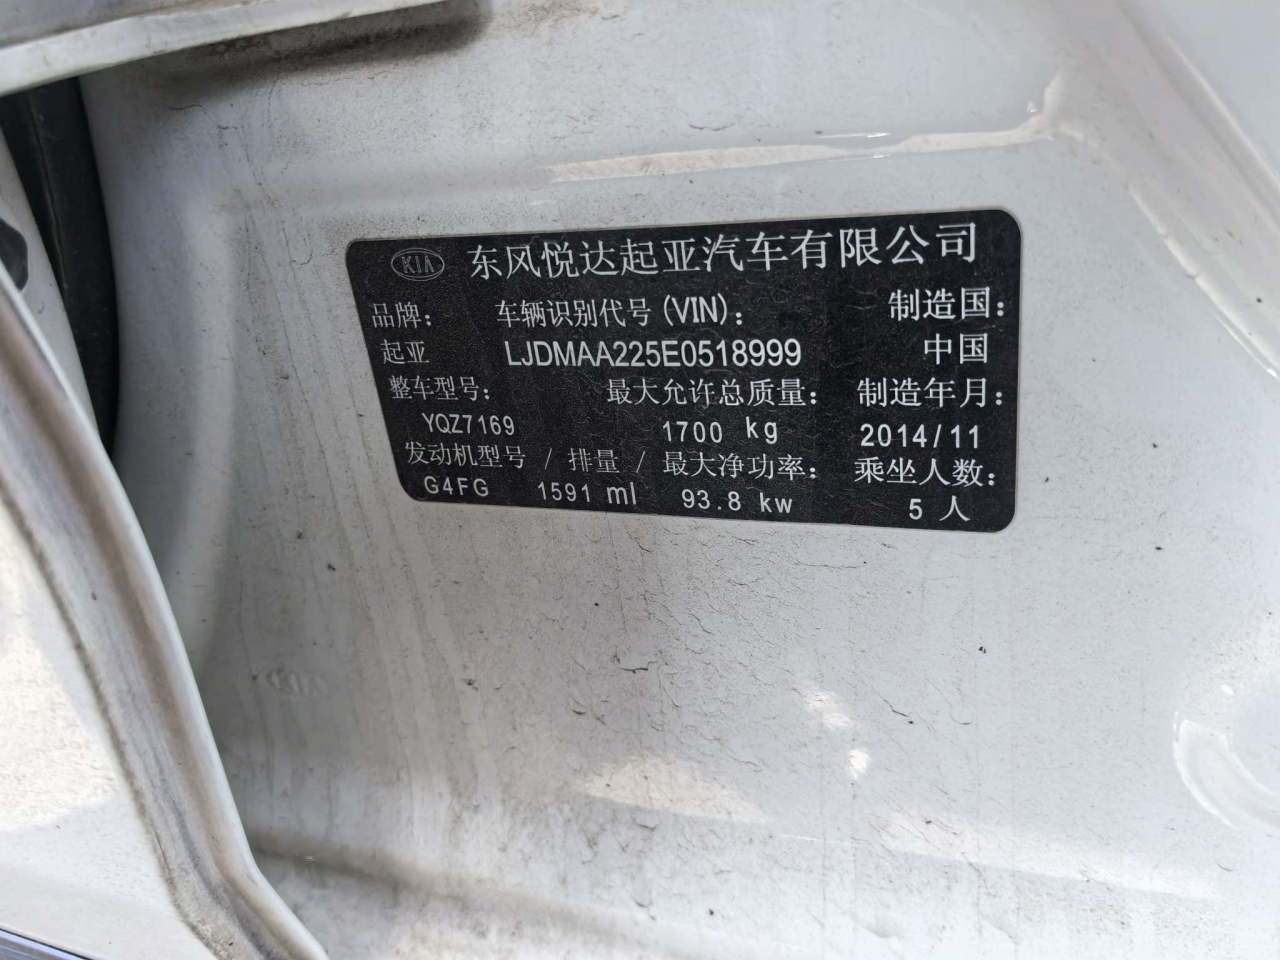 KIA 东风悦达起亚汽车有限公司
品牌: 车辆识别代号(VIN): 制造国:
起亚 LJDMAA225E0518999 中国
整车型号: 最大允许总质量: 制造年月:
YQZ7169 1700 kg 2014/11
发动机型号 / 排量 / 最大净功率: 乘坐人数:
G4FG 1591 ml 93.8 kw 5 人